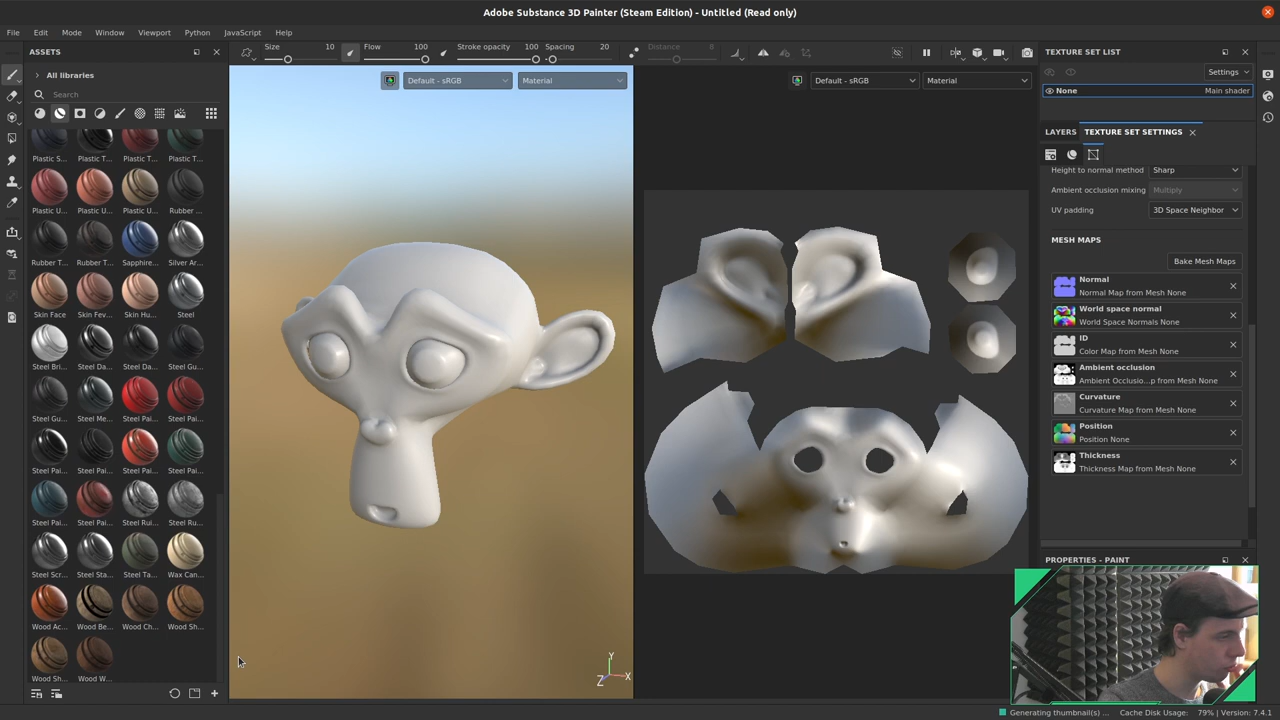 Adobe Substance 3D Painter (Steam Edition) - Untitled (Read only)
File Edit Mode Window Viewport Python JavaScript Help
ASSETS
Size 10 Flow 100 Stroke opacity 100 Spacing 20 Distance 8
TEXTURE SET LIST
All libraries
Search
Default - sRGB Material
Default - sRGB Material
Settings
None Main shader
LAYERS TEXTURE SET SETTINGS
Height to normal method Sharp
Ambient occlusion mixing Multiply
UV padding 3D Space Neighbor
MESH MAPS
Bake Mesh Maps
Normal
Normal Map from Mesh None
World space normal
World Space Normals None
ID
Color Map from Mesh None
Ambient occlusion
Ambient Occlusio...p from Mesh None
Curvature
Curvature Map from Mesh None
Position
Position None
Thickness
Thickness Map from Mesh None
PROPERTIES - PAINT
Plastic S... Plastic T... Plastic T... Plastic T...
Plastic U... Plastic U... Plastic U... Rubber ...
Rubber T... Rubber T... Sapphire... Silver Ar...
Skin Face Skin Fev... Skin Hu... Steel
Steel Bri... Steel Da... Steel Da... Steel Gu...
Steel Gu... Steel Me... Steel Pai... Steel Pai...
Steel Pai... Steel Pai... Steel Pai... Steel Pai...
Steel Pai... Steel Pai... Steel Rui... Steel Ru...
Steel Scr... Steel Sta... Steel Ta... Wax Can...
Wood Ac... Wood Be... Wood Ch... Wood Sh...
Wood Sh... Wood W...
Y
X
Z
Generating thumbnail(s) ... Cache Disk Usage: 79% | Version: 7.4.1